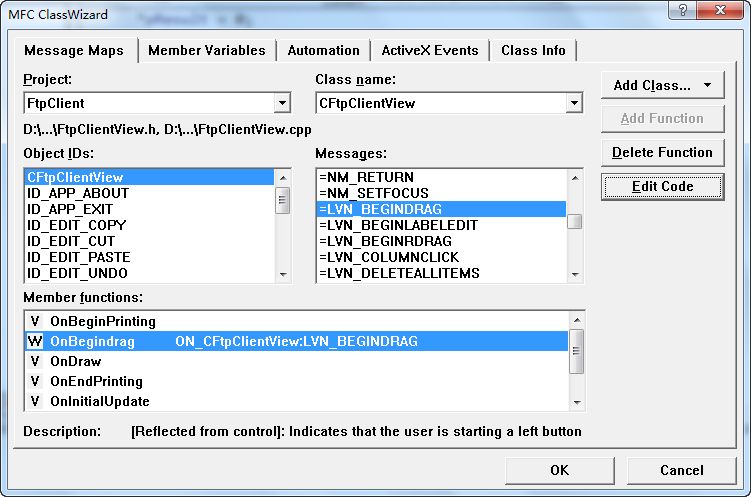 MFC ClassWizard
Message Maps Member Variables Automation ActiveX Events Class Info
Project: Class name:
FtpClient CFtpClientView
Add Class...
D:\...\FtpClientView.h, D:\...\FtpClientView.cpp
Add Function
Object IDs: Messages:
Delete Function
CFtpClientView =NM_RETURN
ID_APP_ABOUT =NM_SETFOCUS
Edit Code
ID_APP_EXIT =LVN_BEGINDRAG
ID_EDIT_COPY =LVN_BEGINLABELEDIT
ID_EDIT_CUT =LVN_BEGINRDRAG
ID_EDIT_PASTE =LVN_COLUMNCLICK
ID_EDIT_UNDO =LVN_DELETEALLITEMS
Member functions:
V OnBeginPrinting
W OnBegindrag ON_CFtpClientView:LVN_BEGINDRAG
V OnDraw
V OnEndPrinting
V OnInitialUpdate
Description: [Reflected from control]: Indicates that the user is starting a left button
OK Cancel